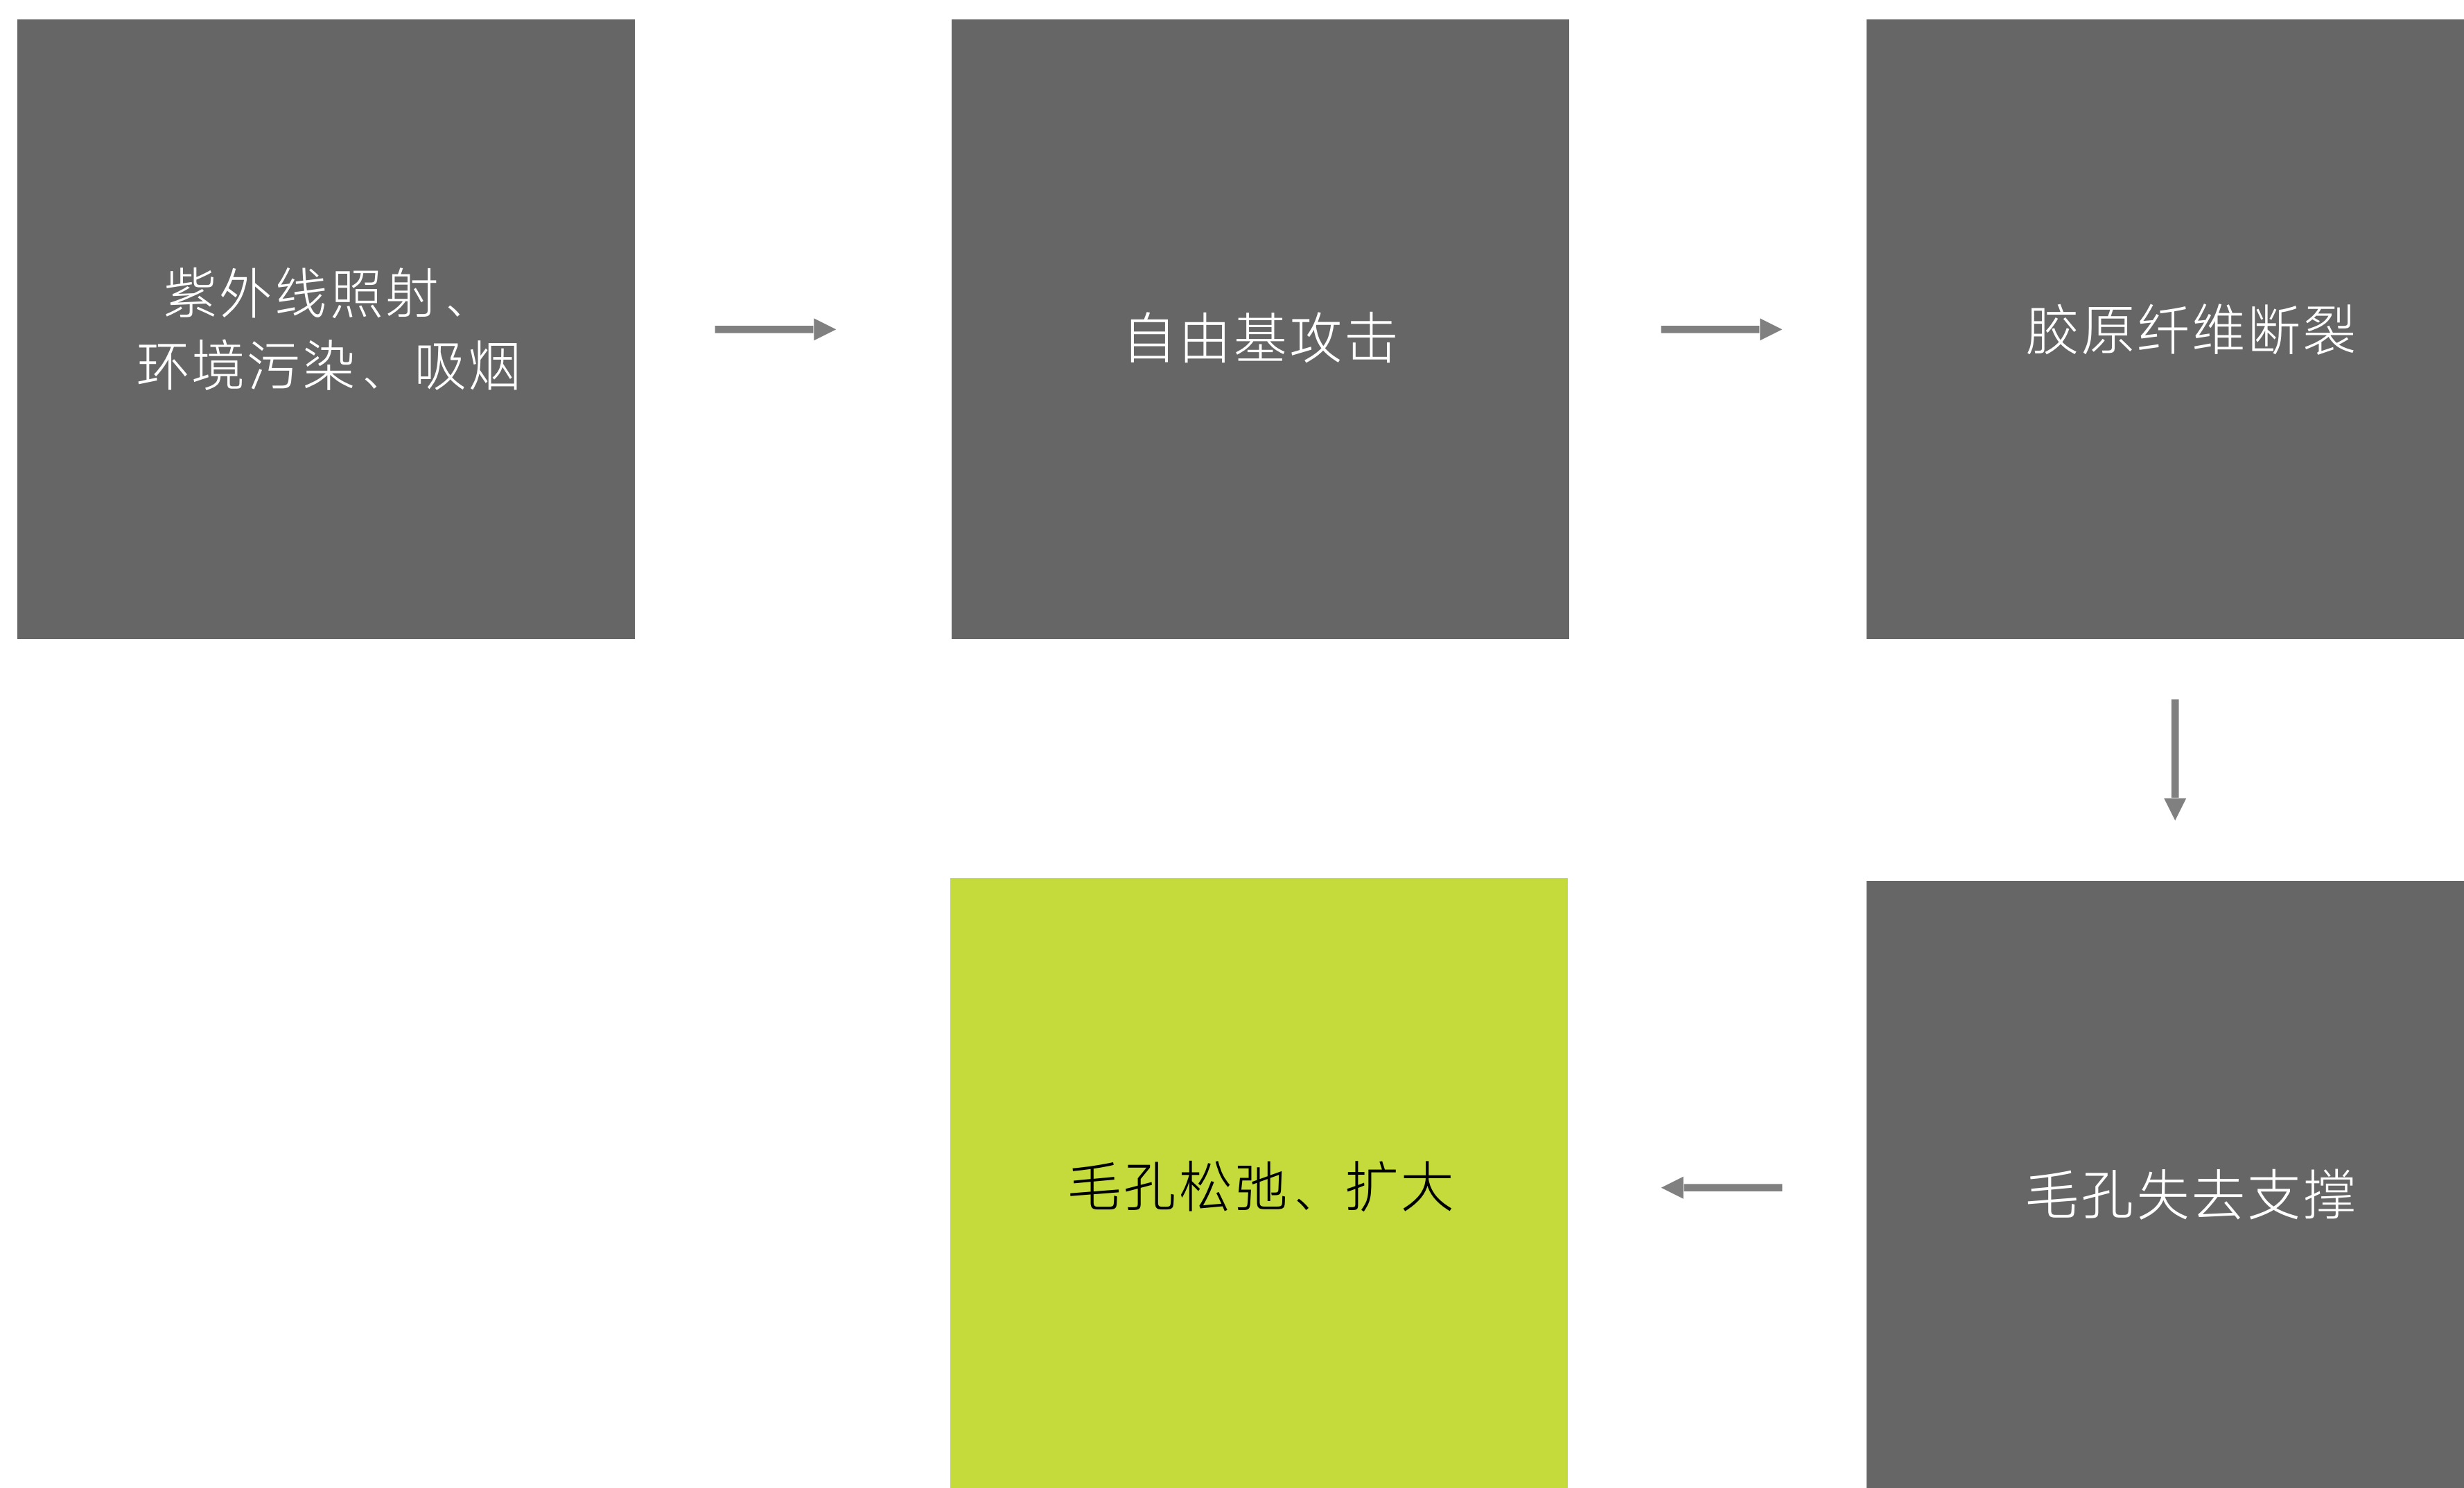 紫外线照射、
环境污染、吸烟
自由基攻击
胶原纤维断裂
毛孔失去支撑
毛孔松弛、扩大